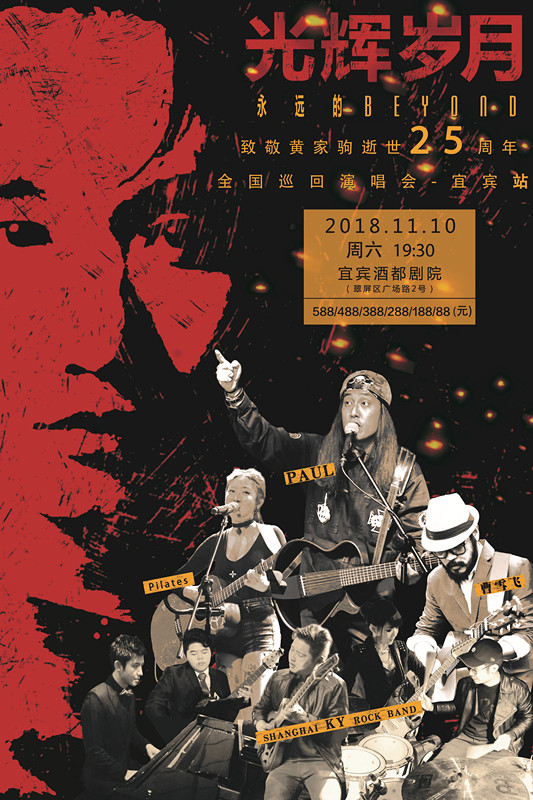 光辉岁月
永远的BEYOND
致敬黄家驹逝世25周年
全国巡回演唱会-宜宾站
2018.11.10
周六 19:30
宜宾酒都剧院
(翠屏区广场路2号)
588/488/388/288/188/88(元)
PAUL
Pilates
曹雪飞
SHANGHAI KY ROCK BAND